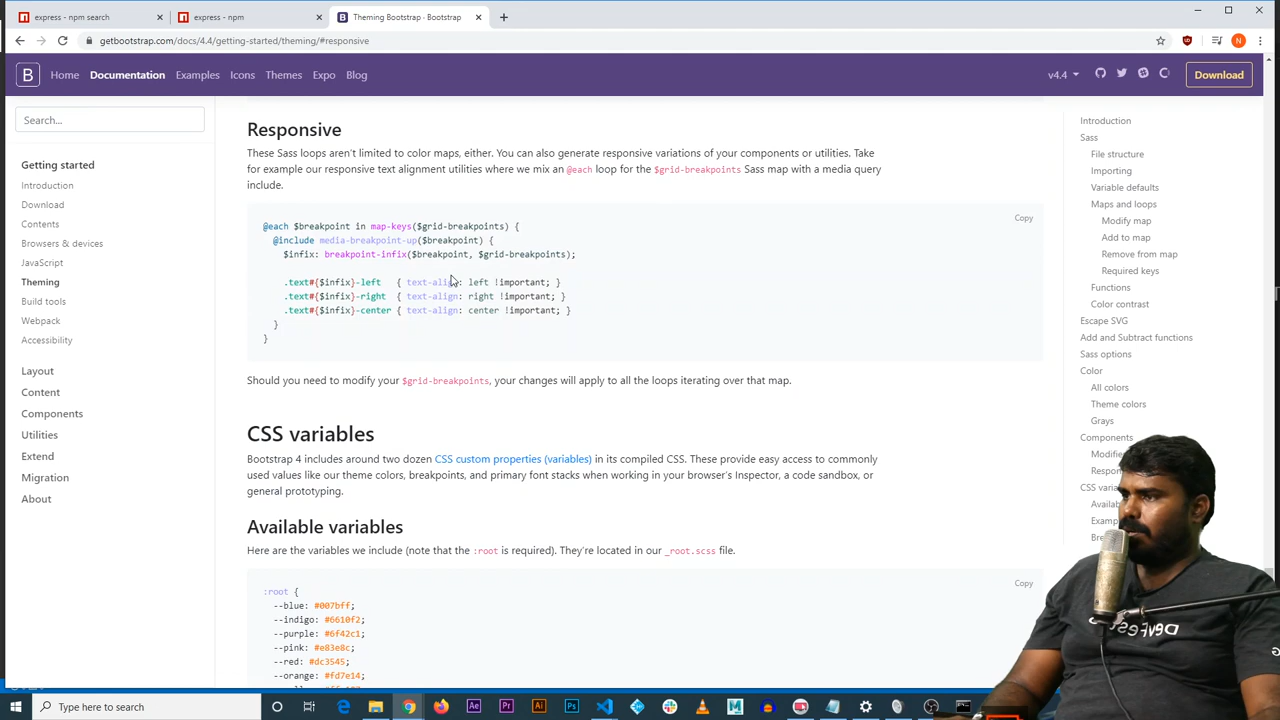 express - npm search
express - npm
Theming Bootstrap · Bootstrap
getbootstrap.com/docs/4.4/getting-started/theming/#responsive
N
B
Home
Documentation
Examples
Icons
Themes
Expo
Blog
v4.4
Download
Search...
Getting started
Introduction
Download
Contents
Browsers & devices
JavaScript
Theming
Build tools
Webpack
Accessibility
Layout
Content
Components
Utilities
Extend
Migration
About
Responsive
These Sass loops aren't limited to color maps, either. You can also generate responsive variations of your components or utilities. Take
for example our responsive text alignment utilities where we mix an @each loop for the $grid-breakpoints Sass map with a media query
include.
Copy
@each $breakpoint in map-keys($grid-breakpoints) {
@include media-breakpoint-up($breakpoint) {
$infix: breakpoint-infix($breakpoint, $grid-breakpoints);
.text#{$infix}-left { text-align: left !important; }
.text#{$infix}-right { text-align: right !important; }
.text#{$infix}-center { text-align: center !important; }
}
}
Should you need to modify your $grid-breakpoints, your changes will apply to all the loops iterating over that map.
CSS variables
Bootstrap 4 includes around two dozen CSS custom properties (variables) in its compiled CSS. These provide easy access to commonly
used values like our theme colors, breakpoints, and primary font stacks when working in your browser's Inspector, a code sandbox, or
general prototyping.
Available variables
Here are the variables we include (note that the :root is required). They're located in our _root.scss file.
Copy
:root {
--blue: #007bff;
--indigo: #6610f2;
--purple: #6f42c1;
--pink: #e83e8c;
--red: #dc3545;
--orange: #fd7e14;
Introduction
Sass
File structure
Importing
Variable defaults
Maps and loops
Modify map
Add to map
Remove from map
Required keys
Functions
Color contrast
Escape SVG
Add and Subtract functions
Sass options
Color
All colors
Theme colors
Grays
Components
Modifie
Respon
CSS varia
Availab
Examp
Bre
DevFest
Type here to search
Ae
Pr
Ai
Ps